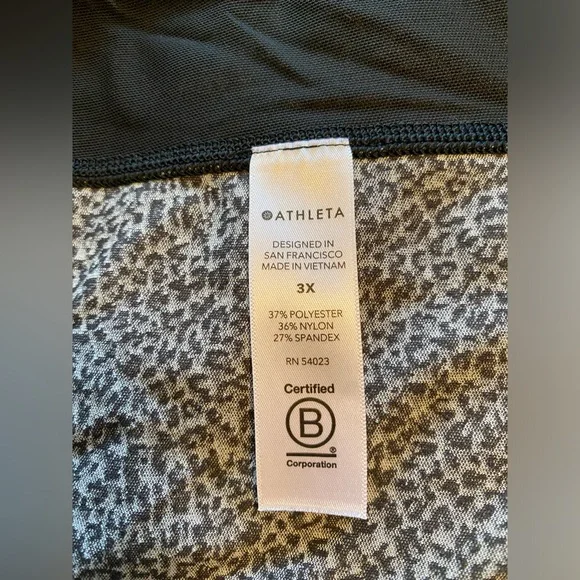 ATHLETA
DESIGNED IN
SAN FRANCISCO
MADE IN VIETNAM
3X
37% POLYESTER
36% NYLON
27% SPANDEX
RN 54023
Certified
B
Corporation